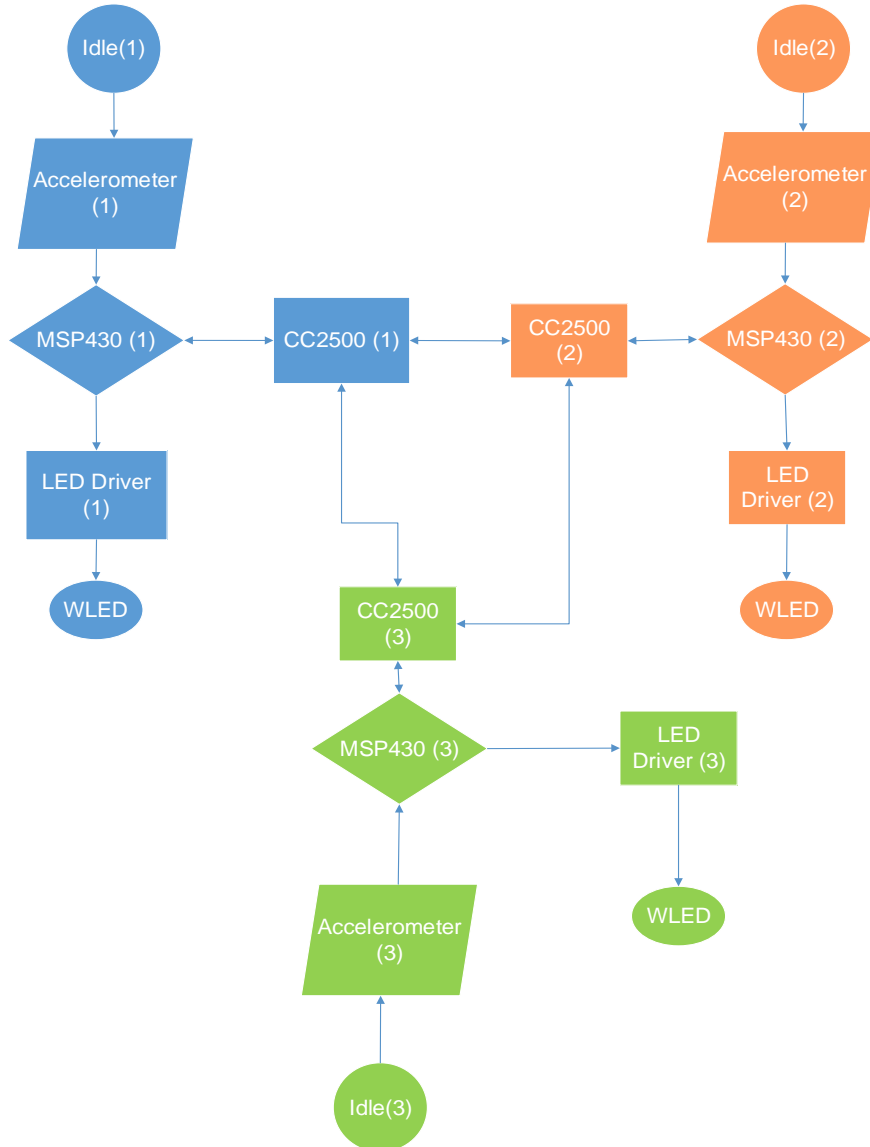 Idle(1)
Idle(2)
Accelerometer
(1)
Accelerometer
(2)
MSP430 (1)
CC2500 (1)
CC2500
(2)
MSP430 (2)
LED Driver
(1)
LED
Driver (2)
WLED
WLED
CC2500
(3)
MSP430 (3)
LED
Driver (3)
Accelerometer
(3)
WLED
Idle(3)